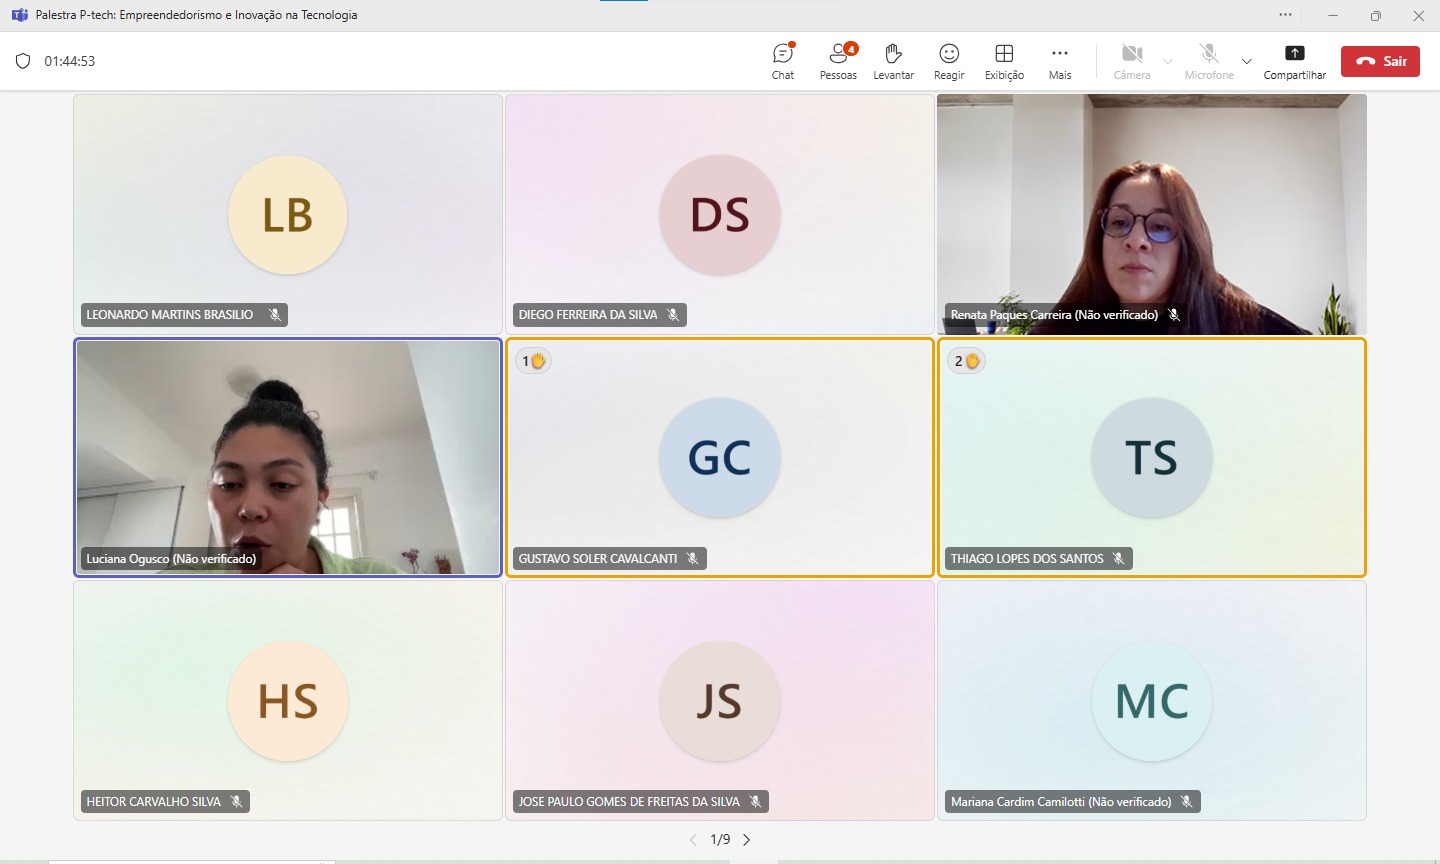 Palestra P-tech: Empreendedorismo e Inovação na Tecnologia
01:44:53
4
Chat
Pessoas
Levantar
Reagir
Exibição
Mais
Câmera
Microfone
Compartilhar
Sair
LB
LEONARDO MARTINS BRASILIO
DS
DIEGO FERREIRA DA SILVA
Renata Paques Carreira (Não verificado)
Luciana Ogusco (Não verificado)
1
GC
GUSTAVO SOLER CAVALCANTI
2
TS
THIAGO LOPES DOS SANTOS
HS
HEITOR CARVALHO SILVA
JS
JOSE PAULO GOMES DE FREITAS DA SILVA
MC
Mariana Cardim Camilotti (Não verificado)
1/9